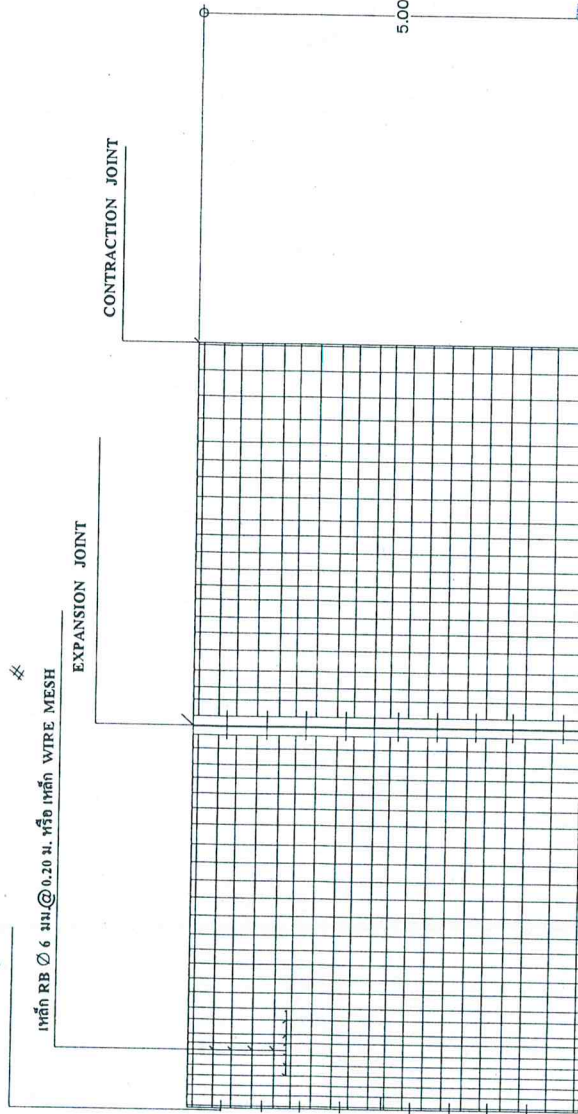 เหล็ก RB Ø 6 มม.@0.20 ม. หรือ เหล็ก WIRE MESH
EXPANSION JOINT
CONTRACTION JOINT
5.00